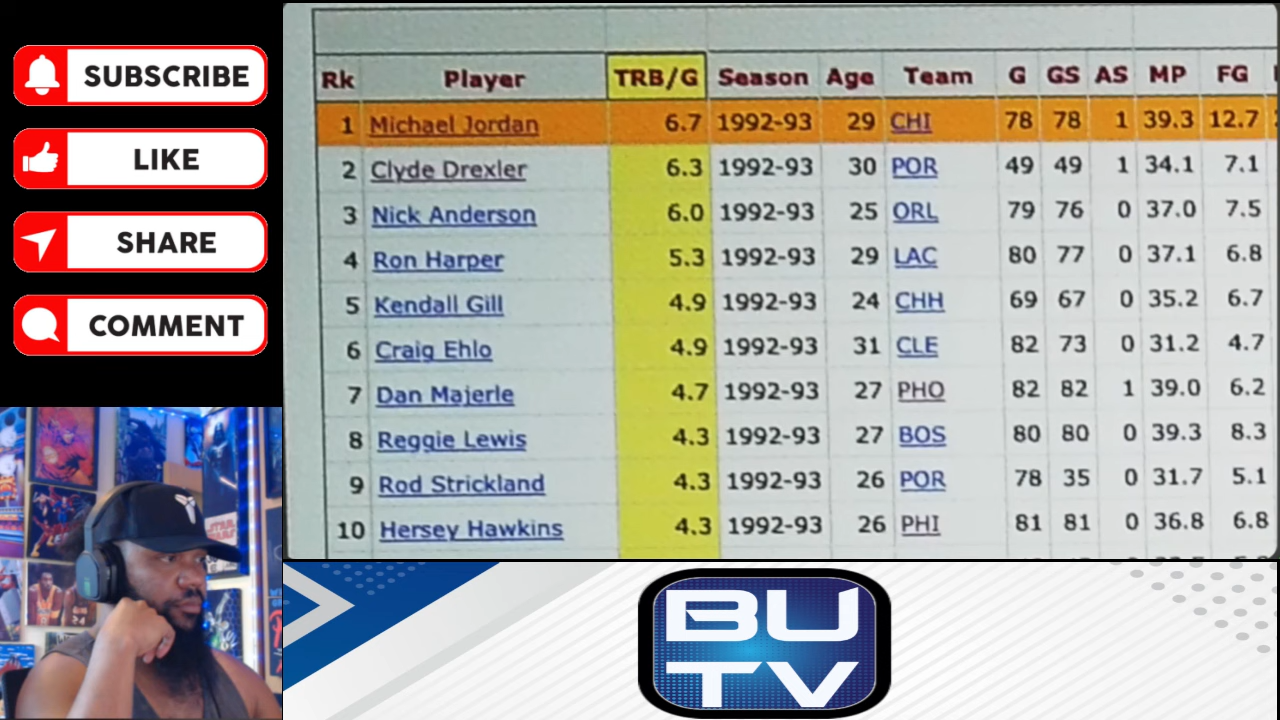 SUBSCRIBE
LIKE
SHARE
COMMENT
Rk Player TRB/G Season Age Team G GS AS MP FG
1 Michael Jordan 6.7 1992-93 29 CHI 78 78 1 39.3 12.7
2 Clyde Drexler 6.3 1992-93 30 POR 49 49 1 34.1 7.1
3 Nick Anderson 6.0 1992-93 25 ORL 79 76 0 37.0 7.5
4 Ron Harper 5.3 1992-93 29 LAC 80 77 0 37.1 6.8
5 Kendall Gill 4.9 1992-93 24 CHH 69 67 0 35.2 6.7
6 Craig Ehlo 4.9 1992-93 31 CLE 82 73 0 31.2 4.7
7 Dan Majerle 4.7 1992-93 27 PHO 82 82 1 39.0 6.2
8 Reggie Lewis 4.3 1992-93 27 BOS 80 80 0 39.3 8.3
9 Rod Strickland 4.3 1992-93 26 POR 78 35 0 31.7 5.1
10 Hersey Hawkins 4.3 1992-93 26 PHI 81 81 0 36.8 6.8
STAR
WARS
BU
TV